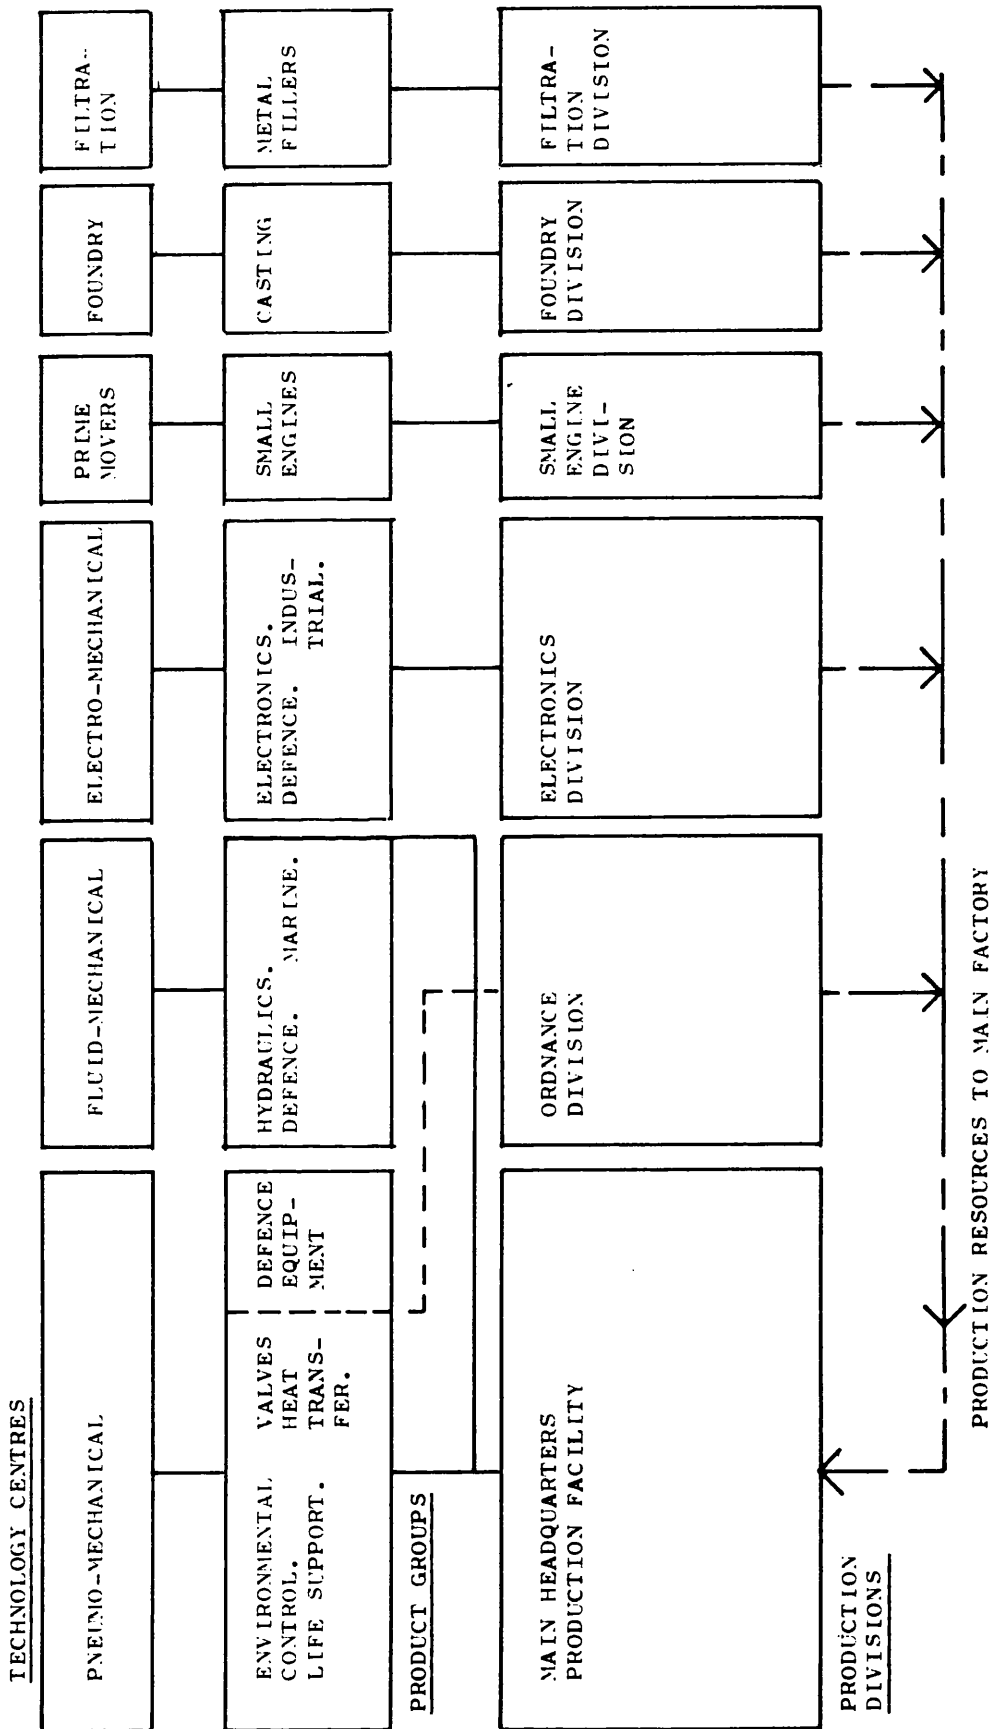 TECHNOLOGY CENTRES
PNEUMO-MECHANICAL
FLUID-MECHANICAL
ELECTRO-MECHANICAL
PRIME
MOVERS
FOUNDRY
FILTRA-
TION
ENVIRONMENTAL
CONTROL.
LIFE SUPPORT.
VALVES
HEAT
TRANS-
FER.
DEFENCE
EQUIP-
MENT
HYDRAULICS.
DEFENCE. MARINE.
ELECTRONICS.
DEFENCE. INDUS-
TRIAL.
SMALL
ENGINES
CASTING
METAL
FILLERS
PRODUCT GROUPS
MAIN HEADQUARTERS
PRODUCTION FACILITY
ORDNANCE
DIVISION
ELECTRONICS
DIVISION
SMALL
ENGINE
DIVI-
SION
FOUNDRY
DIVISION
FILTRA-
TION
DIVISION
PRODUCTION
DIVISIONS
PRODUCTION RESOURCES TO MAIN FACTORY